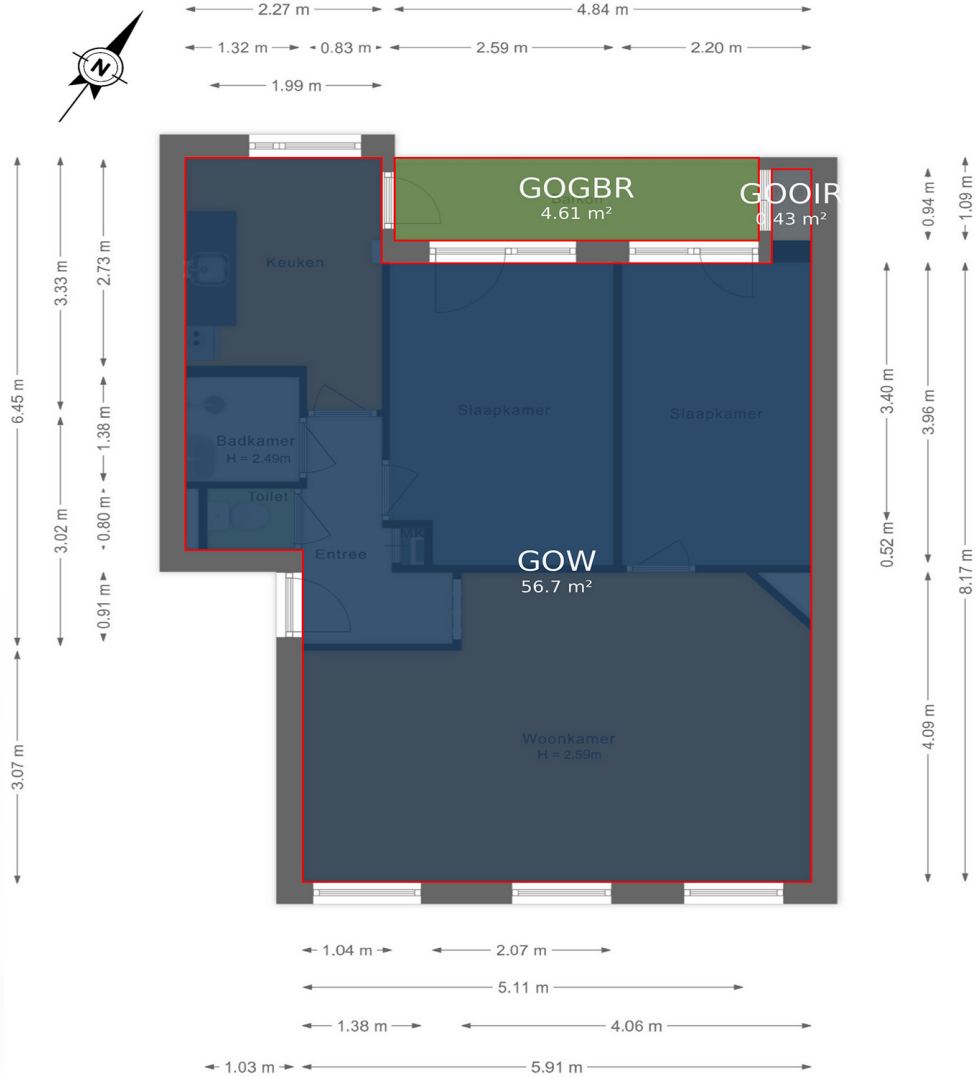 2.27 m
4.84 m
1.32 m
0.83 m
2.59 m
2.20 m
1.99 m
N
GOGBR
4.61 m²
Balkon
GOOIR
0.43 m²
0.94 m
1.09 m
Keuken
2.73 m
3.33 m
6.45 m
3.40 m
3.96 m
Slaapkamer
Slaapkamer
Badkamer
H = 2.49m
1.38 m
Toilet
0.80 m
3.02 m
MK
Entree
GOW
56.7 m²
0.52 m
8.17 m
0.91 m
4.09 m
Woonkamer
H = 2.59m
3.07 m
1.04 m
2.07 m
5.11 m
1.38 m
4.06 m
1.03 m
5.91 m